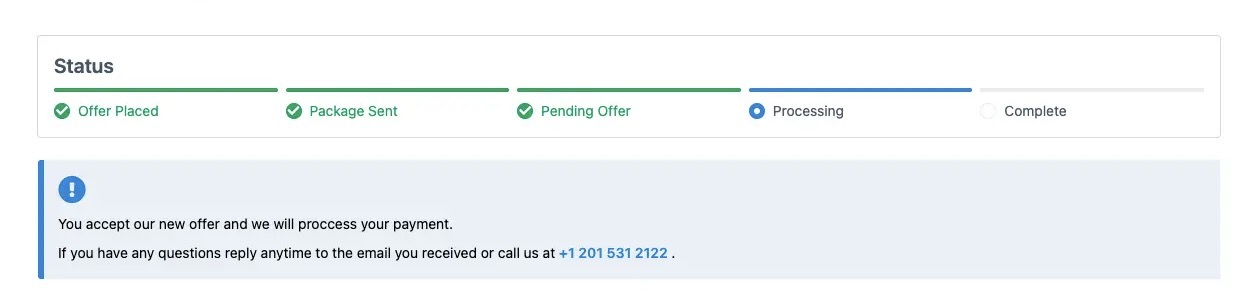 Status
Offer Placed Package Sent Pending Offer Processing Complete
You accept our new offer and we will proccess your payment.
If you have any questions reply anytime to the email you received or call us at +1 201 531 2122 .